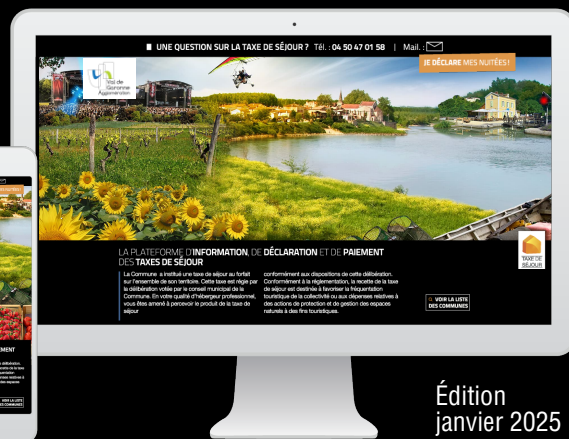 UNE QUESTION SUR LA TAXE DE SÉJOUR ? Tél. : 04 50 47 01 58 | Mail. :
JE DÉCLARE MES NUITÉES !
Val de
Garonne
Agglomération
LA PLATEFORME D'INFORMATION, DE DÉCLARATION ET DE PAIEMENT
DES TAXES DE SÉJOUR
La Commune a institué une taxe de séjour au forfait
sur l'ensemble de son territoire. Cette taxe est régie par
la délibération votée par le conseil municipal de la
Commune. En votre qualité d'hébergeur professionnel,
vous êtes amené à percevoir le produit de la taxe de
séjour
conformément aux dispositions de cette délibération.
Conformément à la réglementation, la recette de la taxe
de séjour est destinée à favoriser la fréquentation
touristique de la collectivité ou aux dépenses relatives à
des actions de protection et de gestion des espaces
naturels à des fins touristiques.
TAXE DE
SÉJOUR
VOIR LA LISTE
DES COMMUNES
PAIEMENT
VOIR LA LISTE
DES COMMUNES
Édition
janvier 2025